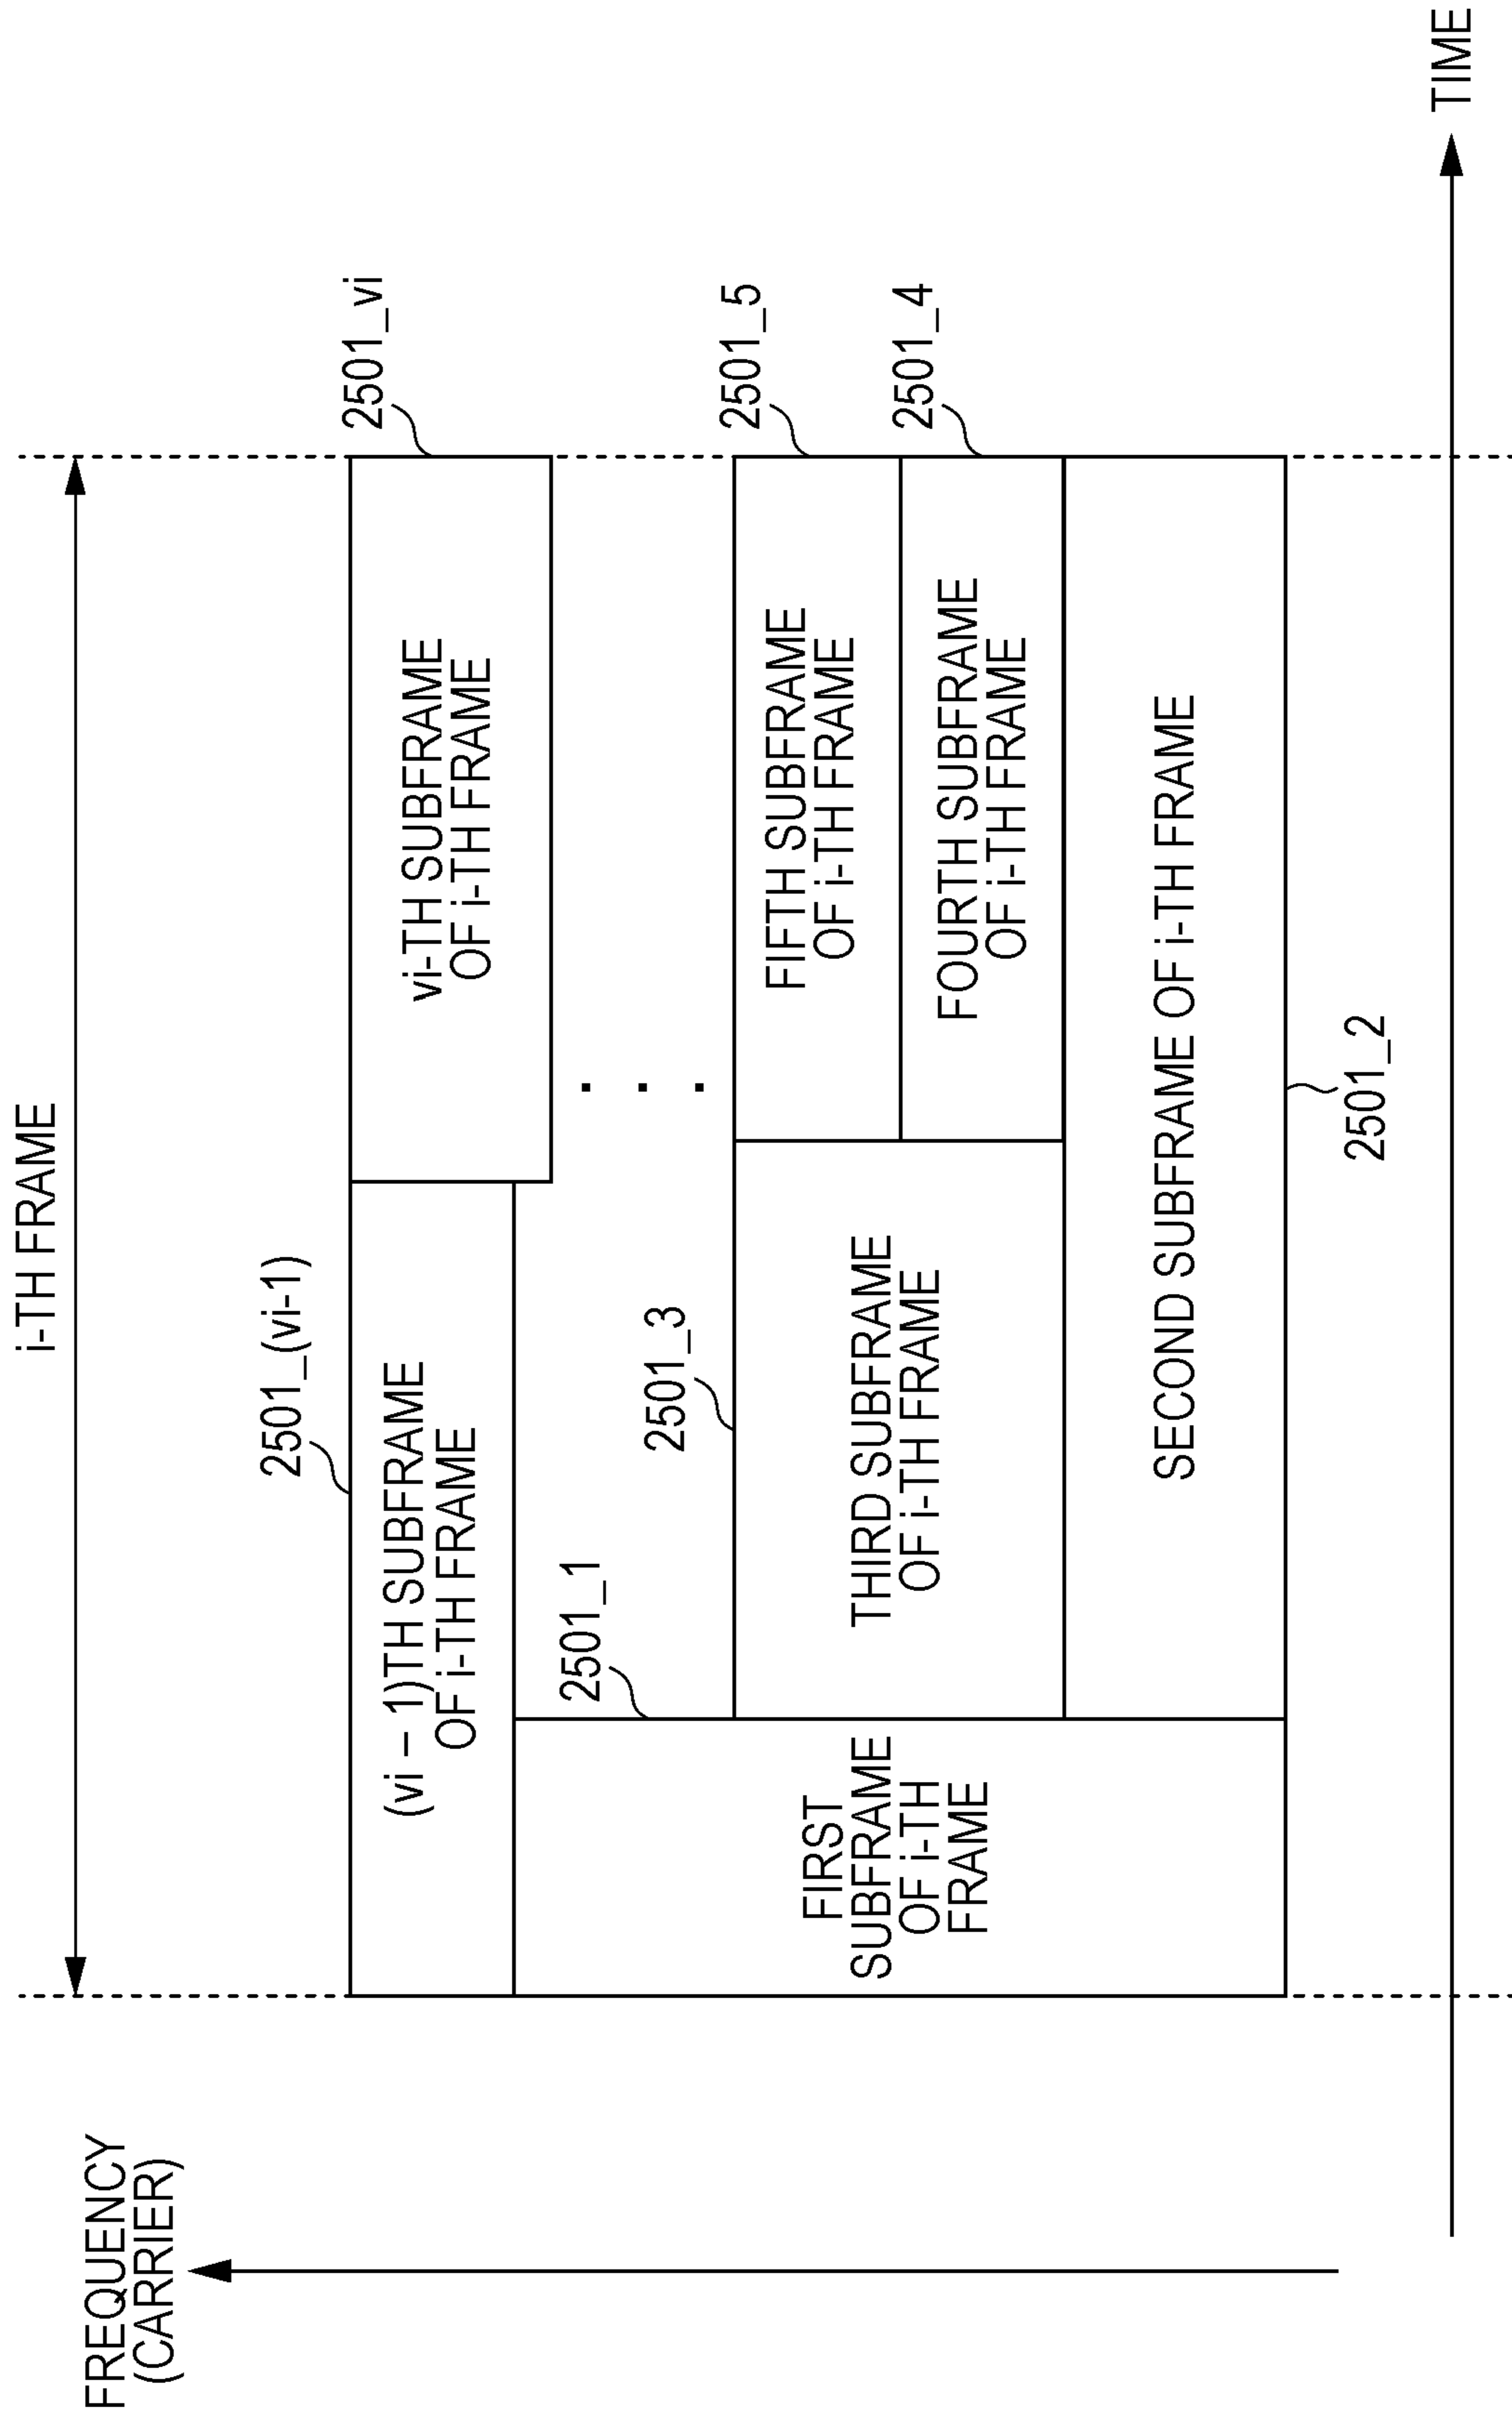 i-TH FRAME
FREQUENCY
(CARRIER)
2501_(vi-1)
2501_vi
(vi – 1)TH SUBFRAME
OF i-TH FRAME
vi-TH SUBFRAME
OF i-TH FRAME
. . .
2501_1
2501_3
2501_5
FIRST
SUBFRAME
OF i-TH
FRAME
THIRD SUBFRAME
OF i-TH FRAME
FIFTH SUBFRAME
OF i-TH FRAME
2501_4
FOURTH SUBFRAME
OF i-TH FRAME
SECOND SUBFRAME OF i-TH FRAME
2501_2
TIME